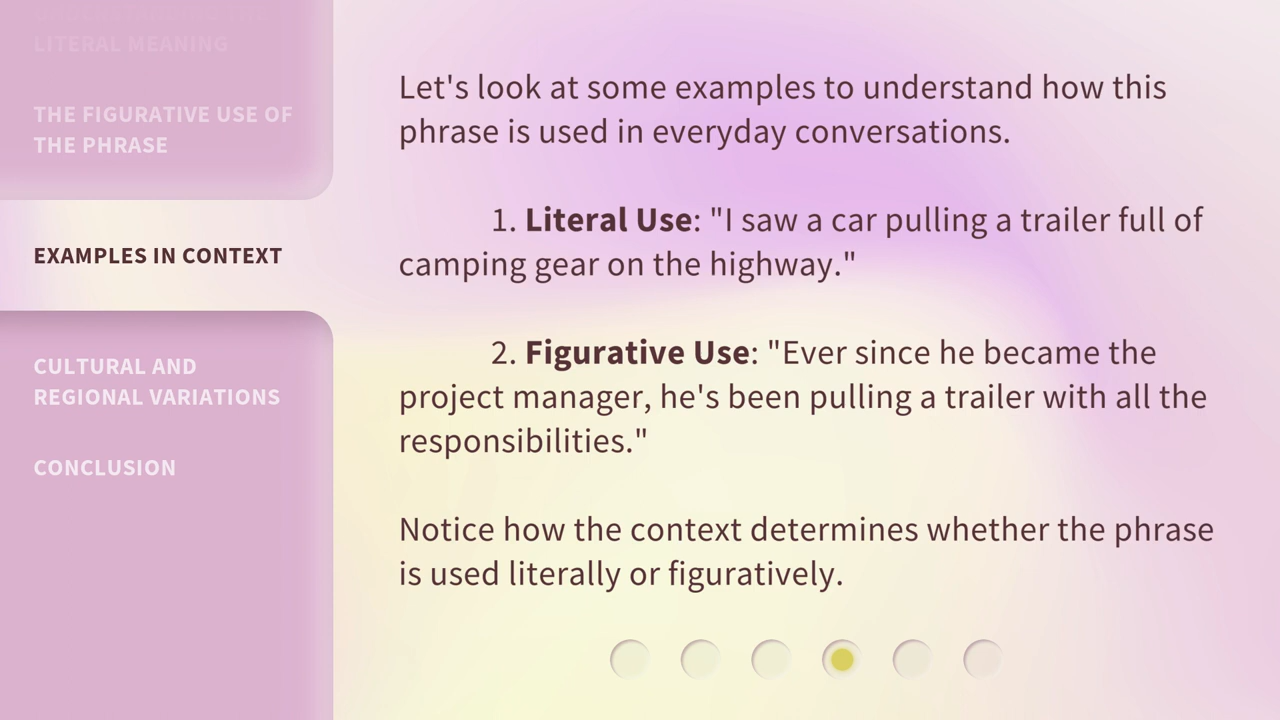 LITERAL MEANING
THE FIGURATIVE USE OF
THE PHRASE
EXAMPLES IN CONTEXT
CULTURAL AND
REGIONAL VARIATIONS
CONCLUSION
Let's look at some examples to understand how this
phrase is used in everyday conversations.
1. Literal Use: "I saw a car pulling a trailer full of
camping gear on the highway."
2. Figurative Use: "Ever since he became the
project manager, he's been pulling a trailer with all the
responsibilities."
Notice how the context determines whether the phrase
is used literally or figuratively.